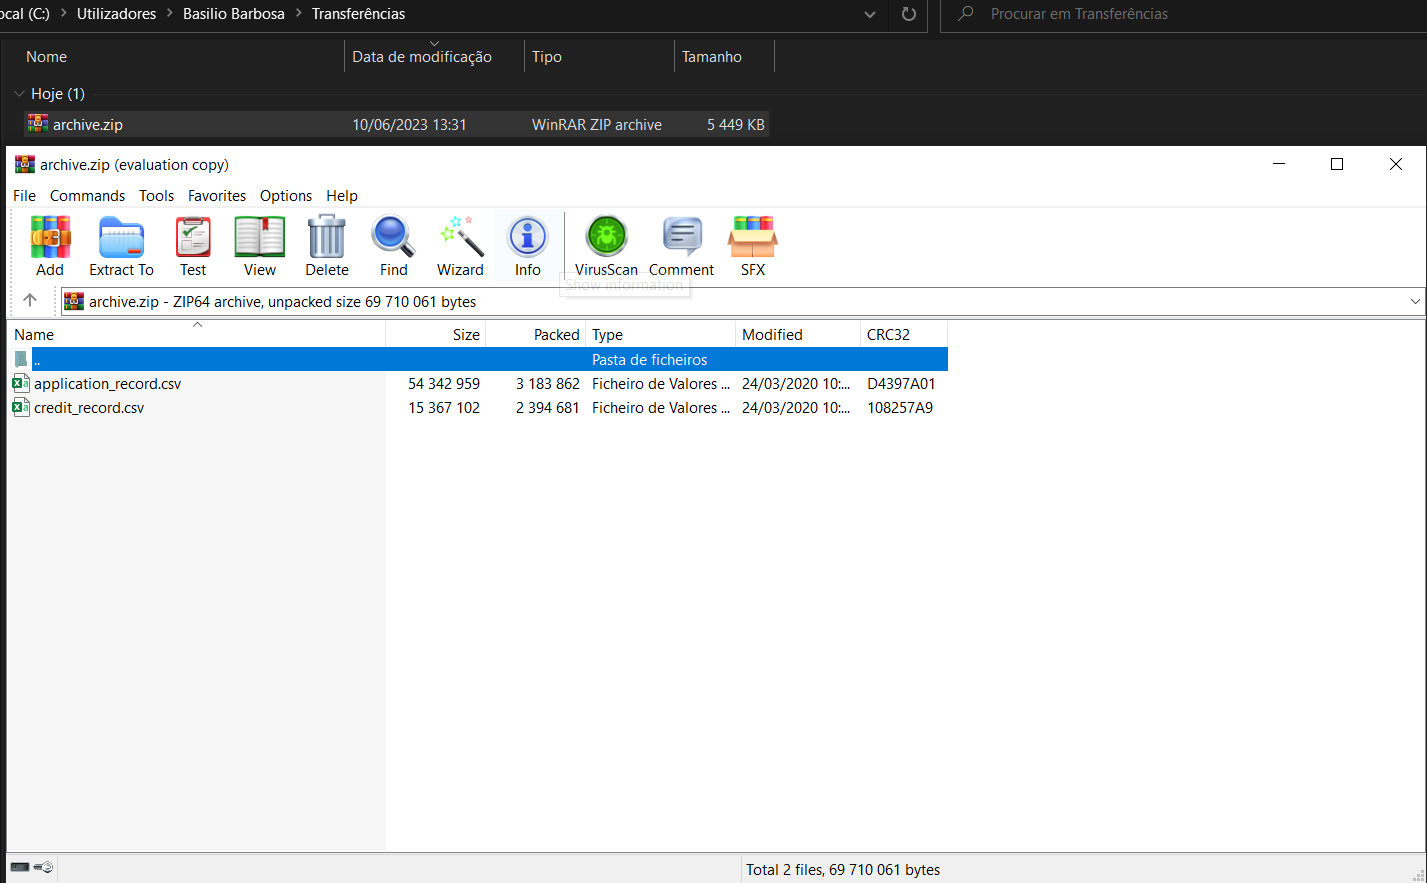 ocal (C:) > Utilizadores > Basilio Barbosa > Transferências Procurar em Transferências
Nome Data de modificação Tipo Tamanho
Hoje (1)
archive.zip 10/06/2023 13:31 WinRAR ZIP archive 5 449 KB
archive.zip (evaluation copy)
File Commands Tools Favorites Options Help
Add Extract To Test View Delete Find Wizard Info VirusScan Comment SFX
Show information
archive.zip - ZIP64 archive, unpacked size 69 710 061 bytes
Name Size Packed Type Modified CRC32
.. Pasta de ficheiros
application_record.csv 54 342 959 3 183 862 Ficheiro de Valores ... 24/03/2020 10:... D4397A01
credit_record.csv 15 367 102 2 394 681 Ficheiro de Valores ... 24/03/2020 10:... 108257A9
Total 2 files, 69 710 061 bytes